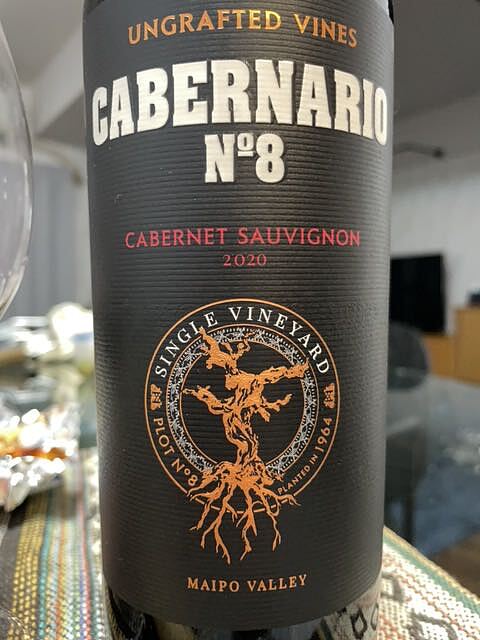 UNGRAFTED VINES
CABERNARIO
Nº8
CABERNET SAUVIGNON
2020
SINGLE VINEYARD
PLOT Nº8
PLANTED IN 1964
MAIPO VALLEY